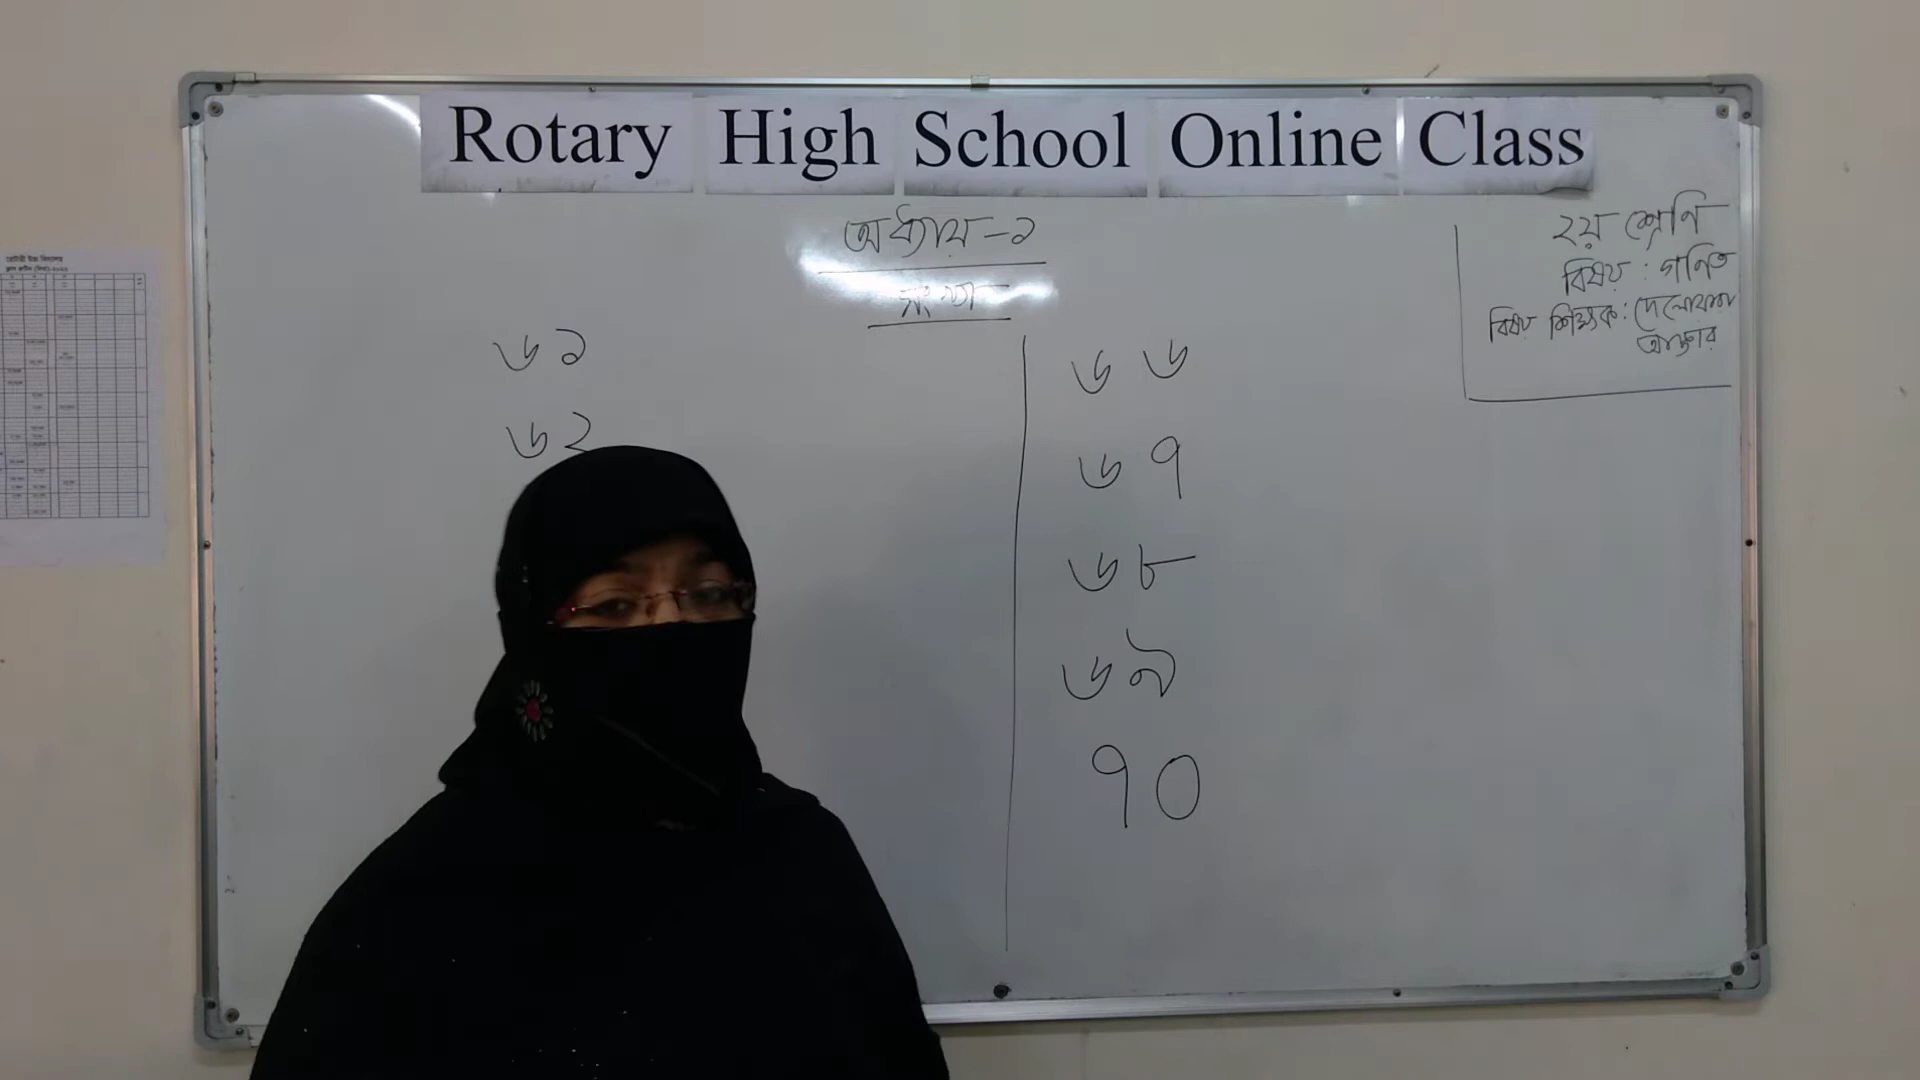 Rotary High School Online Class
অধ্যায়-১
সংখ্যা
২য় শ্রেণি
বিষয় : গণিত
বিষয় শিক্ষক : দেলোয়ারা
আক্তার
৬১
৬২
৬৬
৬৭
৬৮
৬৯
৭০